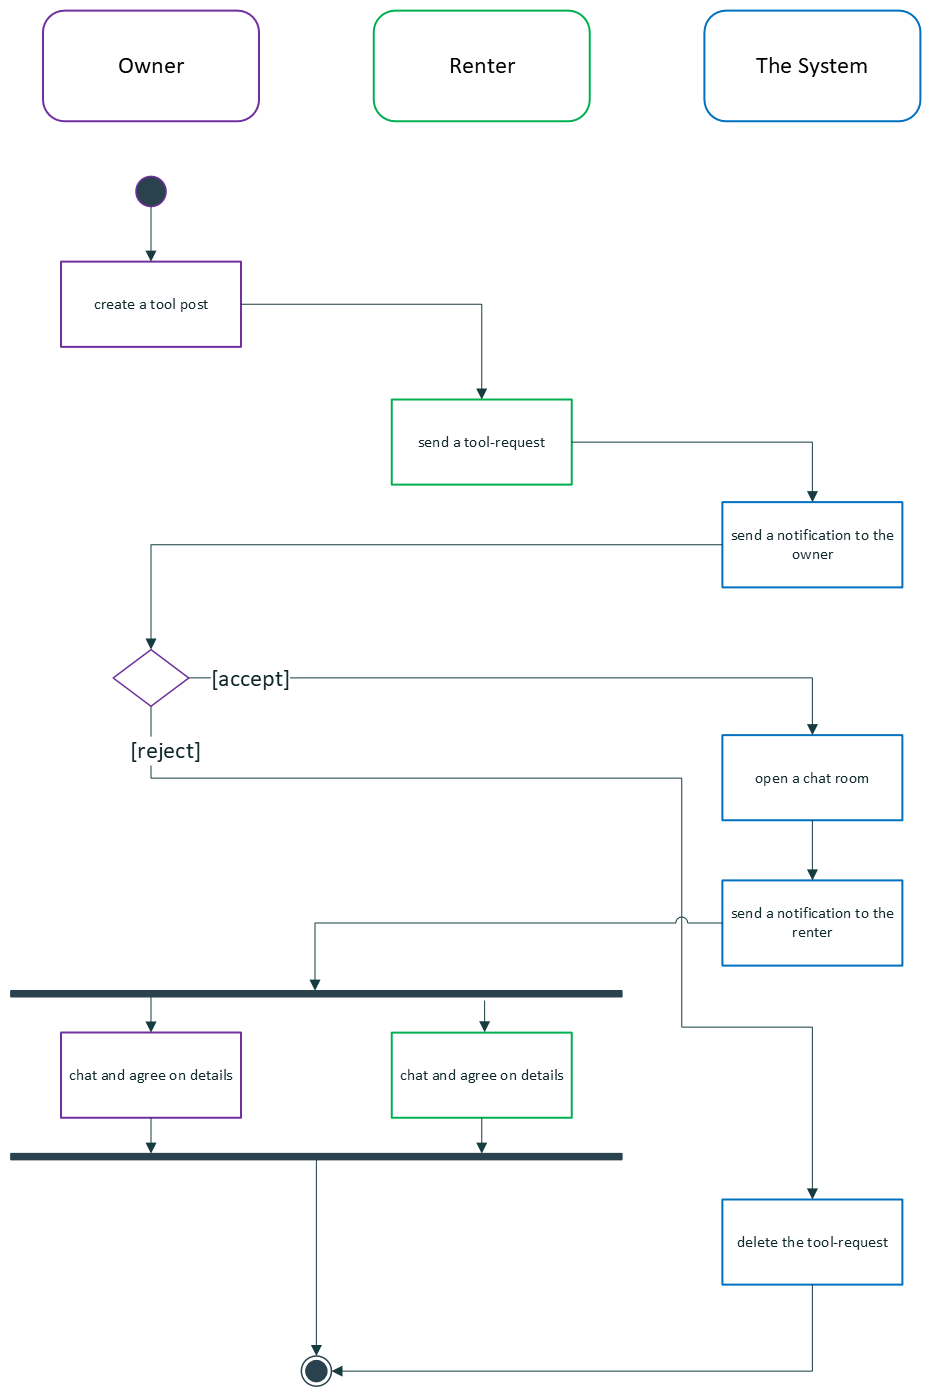 Owner
Renter
The System
create a tool post
send a tool-request
send a notification to the
owner
[accept]
[reject]
open a chat room
send a notification to the
renter
chat and agree on details
chat and agree on details
delete the tool-request